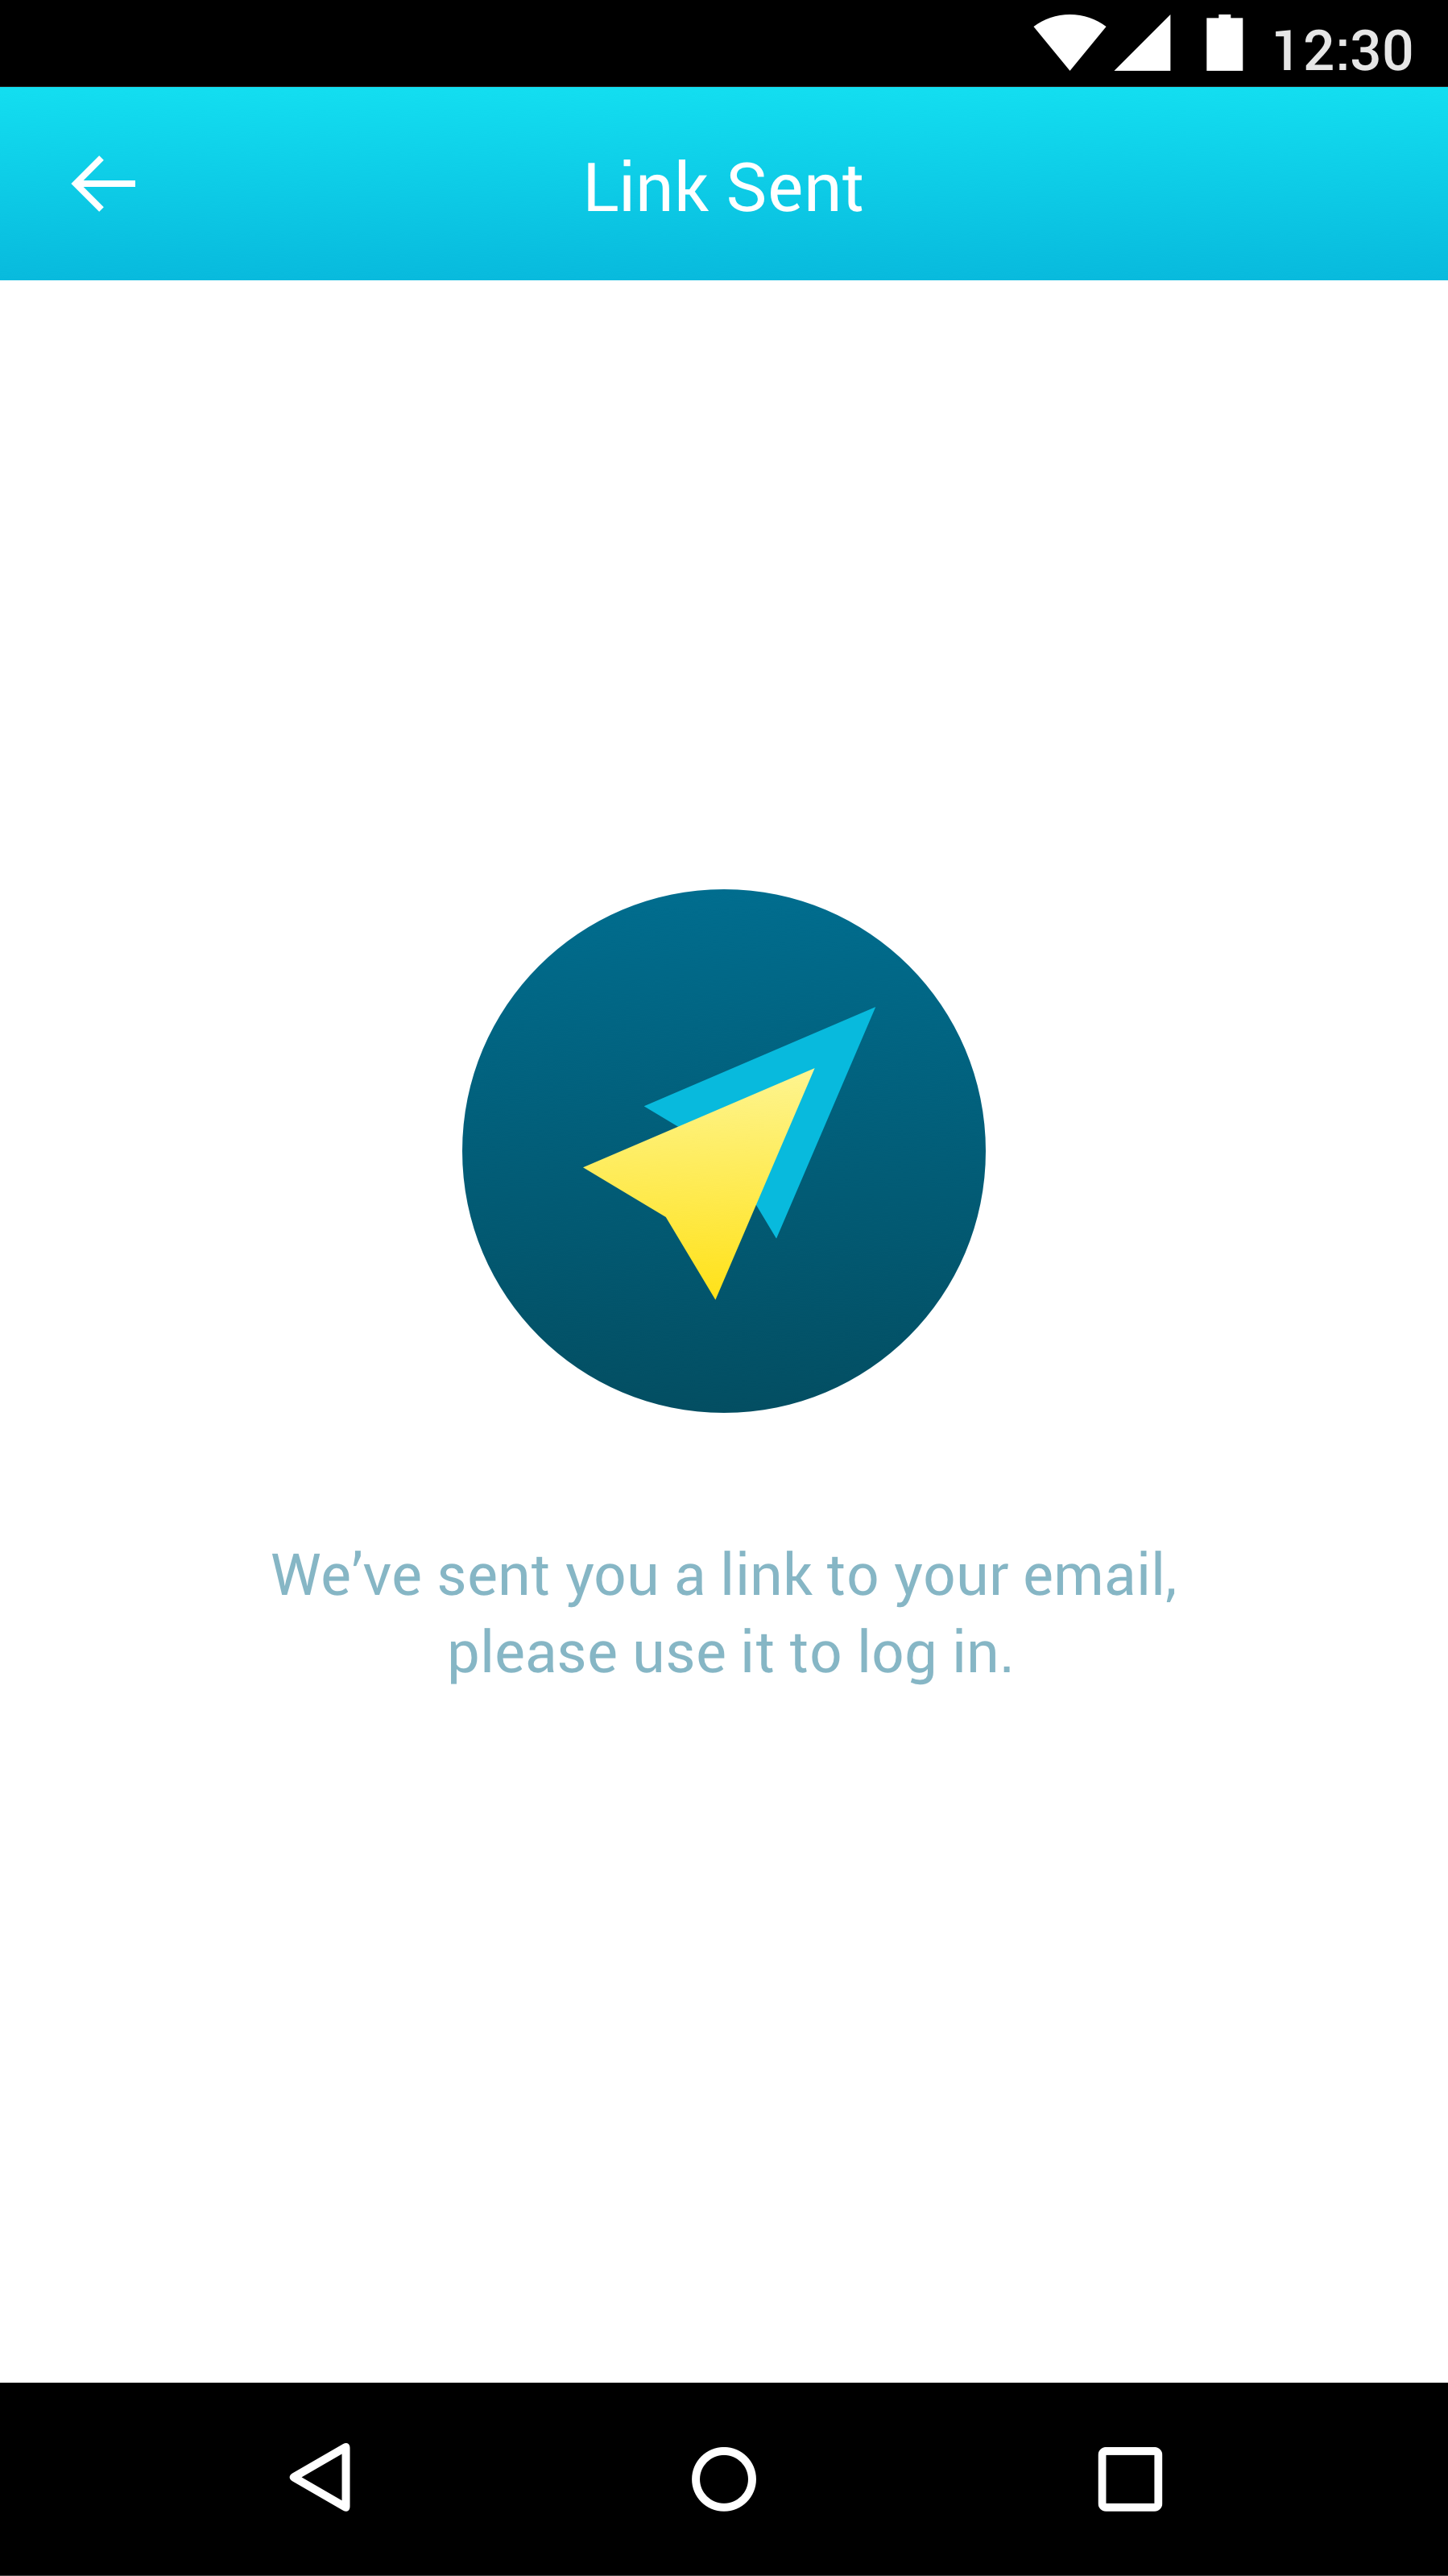 12:30
Link Sent
We’ve sent you a link to your email,
please use it to log in.